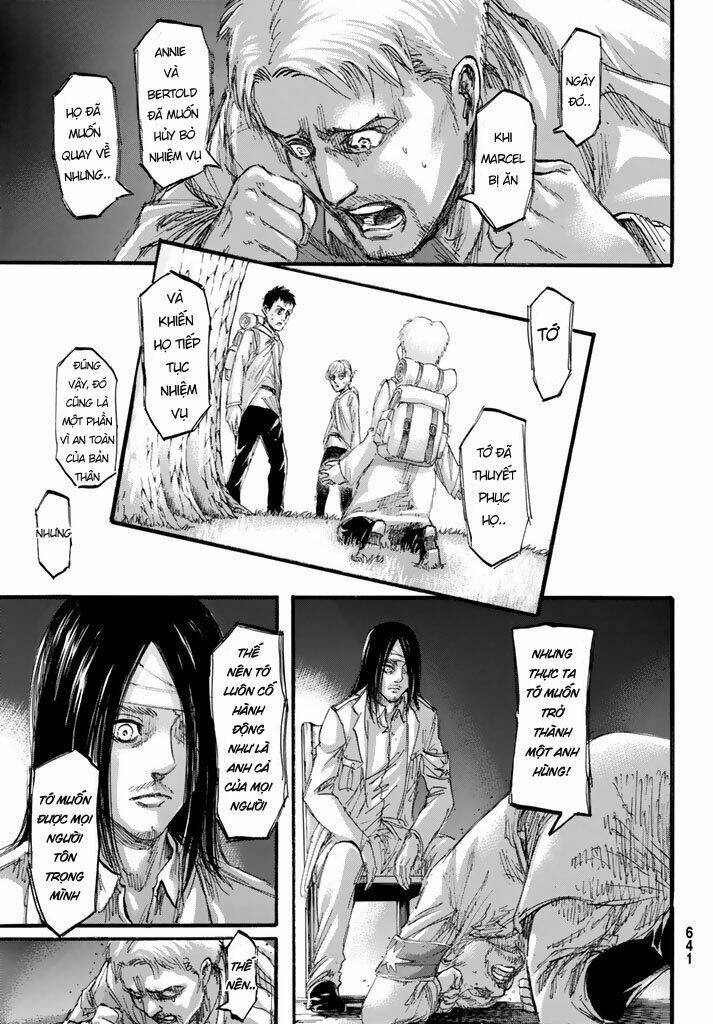 NGÀY
ĐÓ..
KHI
MARCEL
BỊ ĂN
ANNIE
VÀ
BERTOLD
ĐÃ MUỐN
HỦY BỎ
NHIỆM VỤ
HỌ ĐÃ
MUỐN
QUAY VỀ
NHƯNG...
TỚ
TỚ ĐÃ
THUYẾT
PHỤC
HỌ..
VÀ
KHIẾN
HỌ TIẾP
TỤC
NHIỆM
VỤ
ĐÚNG
VẬY, ĐÓ
CŨNG LÀ
MỘT PHẦN
VÌ AN TOÀN
CỦA BẢN
THÂN
NHƯNG
NHƯNG
THỰC TA
TỚ MUỐN
TRỞ
THÀNH
MỘT ANH
HÙNG!
THẾ
NÊN TỚ
LUÔN CỐ
HÀNH
ĐỘNG
NHƯ LÀ
ANH CẢ
CỦA MỌI
NGƯỜI
TỚ MUỐN
ĐƯỢC MỌI
NGƯỜI
TÔN
TRỌNG
MÌNH
THẾ
NÊN..
641